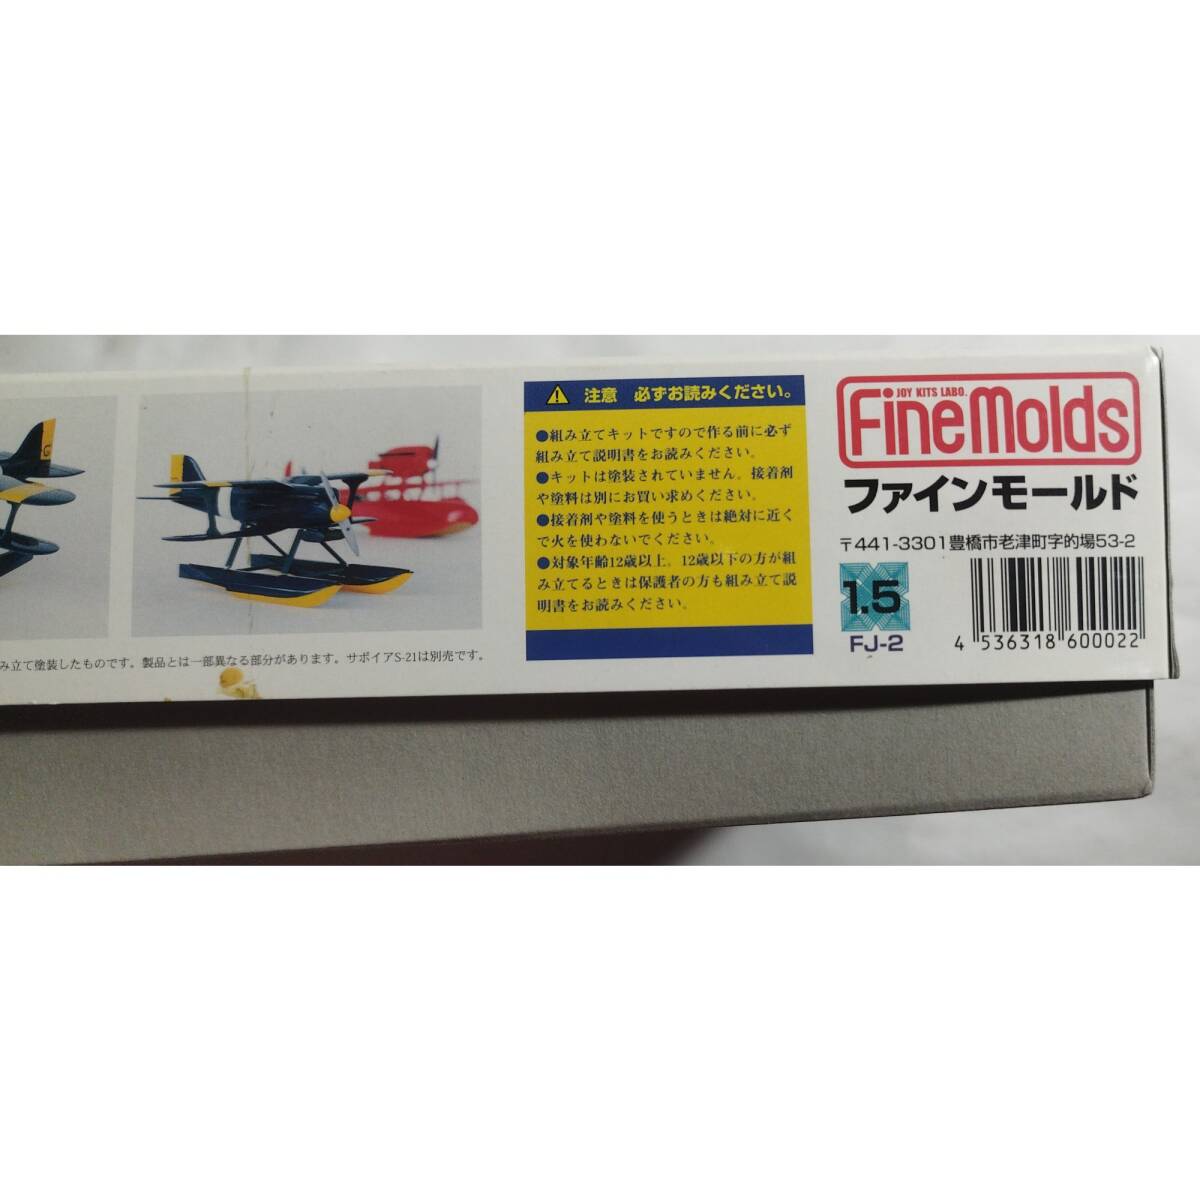 G
み立て塗装したものです。製品とは一部異なる部分があります。サボイアS-21は別売です。
注意 必ずお読みください。
●組み立てキットですので作る前に必ず
組み立て説明書をお読みください。
●キットは塗装されていません。接着剤
や塗料は別にお買い求めください。
●接着剤や塗料を使うときは絶対に近く
で火を使わないでください。
●対象年齢12歳以上。12歳以下の方が組
み立てるときは保護者の方も組み立て説
明書をお読みください。
JOY KITS LABO.
FineMolds
ファインモールド
〒441-3301豊橋市老津町字的場53-2
1.5
FJ-2
4 536318 600022